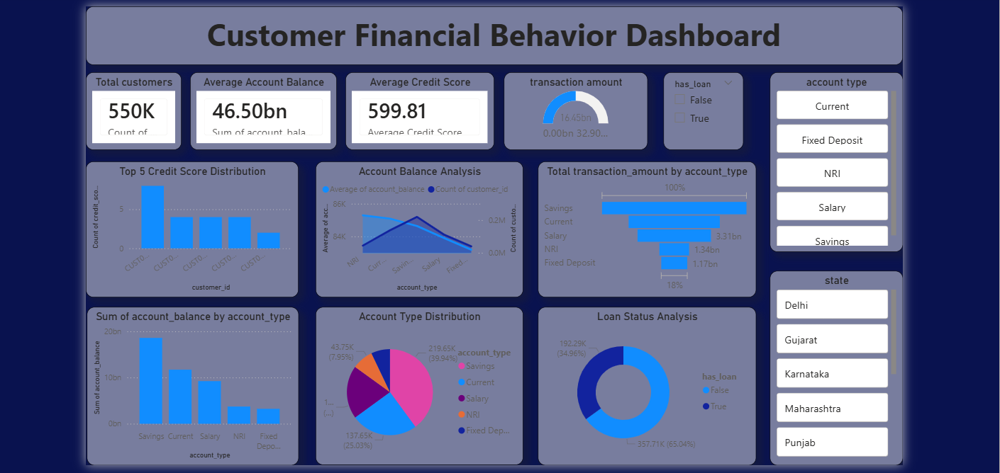 Customer Financial Behavior Dashboard
Total customers
550K
Count of
Average Account Balance
46.50bn
Sum of account_bala
Average Credit Score
599.81
Average Credit Score
transaction amount
16.45bn
0.00bn 32.90...
has_loan
False
True
account type
Current
Fixed Deposit
NRI
Salary
Savings
Top 5 Credit Score Distribution
Count of credit_sco...
5
0
CUST0...
CUST0...
CUST0...
CUST0...
CUST0...
customer_id
Account Balance Analysis
Average of account_balance
Count of customer_id
Average of acc...
86K
84K
0.2M
0.0M
Count of custo...
NRI
Curr...
Savin...
Salary
Fixed...
account_type
Total transaction_amount by account_type
100%
Savings
Current
Salary
3.31bn
NRI
1.34bn
Fixed Deposit
1.17bn
18%
state
Delhi
Gujarat
Karnataka
Maharashtra
Punjab
Sum of account_balance by account_type
Sum of account_balance
20bn
10bn
0bn
Savings
Current
Salary
NRI
Fixed
Depo...
account_type
Account Type Distribution
43.75K
(7.95%)
219.65K
(39.94%)
1...
(...)
137.65K
(25.03%)
account_type
Savings
Current
Salary
NRI
Fixed Dep...
Loan Status Analysis
192.29K
(34.96%)
357.71K (65.04%)
has_loan
False
True